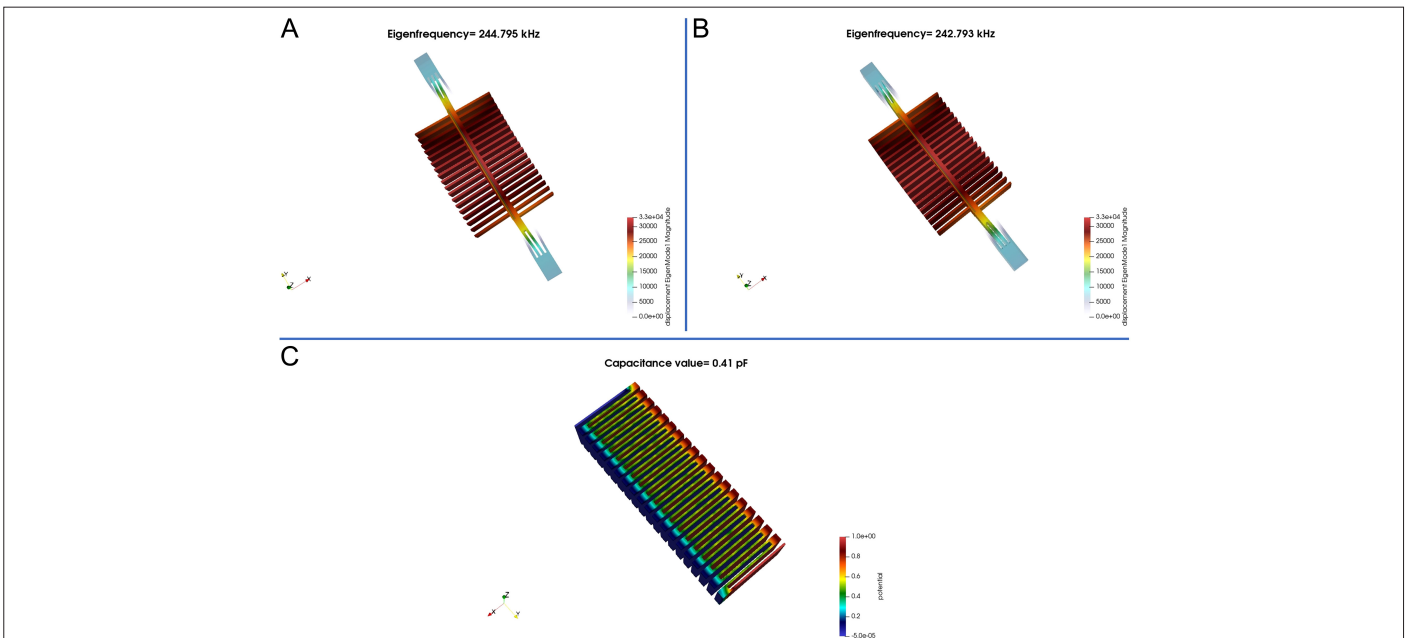 A
Eigenfrequency= 244.795 kHz
3.3e+04
30000
25000
20000
15000
10000
5000
0.0e+00
displacement EigenMode1 Magnitude
Y
Z
X
B
Eigenfrequency= 242.793 kHz
3.3e+04
30000
25000
20000
15000
10000
5000
0.0e+00
displacement EigenMode1 Magnitude
Y
Z
X
C
Capacitance value= 0.41 pF
1.0e+00
0.8
0.6
0.4
0.2
-5.0e-05
potential
Z
X
Y